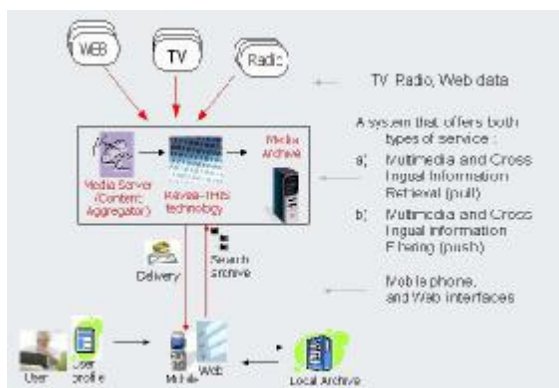 WEB
TV
Radio
TV Radio, Web data
A system that offers both
types of service :
a) Multimedia and Cross
lingual Information
Retrieval (pull)
b) Multimedia and Cross
lingual information
Filtering (push)
Mobile phone,
and Web interfaces
Media
Archive
Media Server
(Content
Aggregator)
Reveal-THIS
technology
Delivery
Search
archive
User
User
profile
Mobile
Web
Local Archive